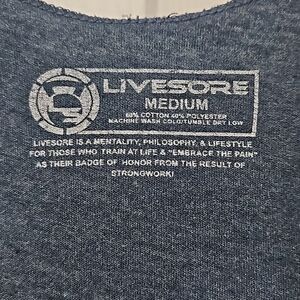 LIVESORE
MEDIUM
60% COTTON 40% POLYESTER
MACHINE WASH COLD/TUMBLE DRY LOW
LIVESORE IS A MENTALITY, PHILOSOPHY, & LIFESTYLE
FOR THOSE WHO TRAIN AT LIFE & "EMBRACE THE PAIN"
AS THEIR BADGE OF HONOR FROM THE RESULT OF
STRONGWORK!